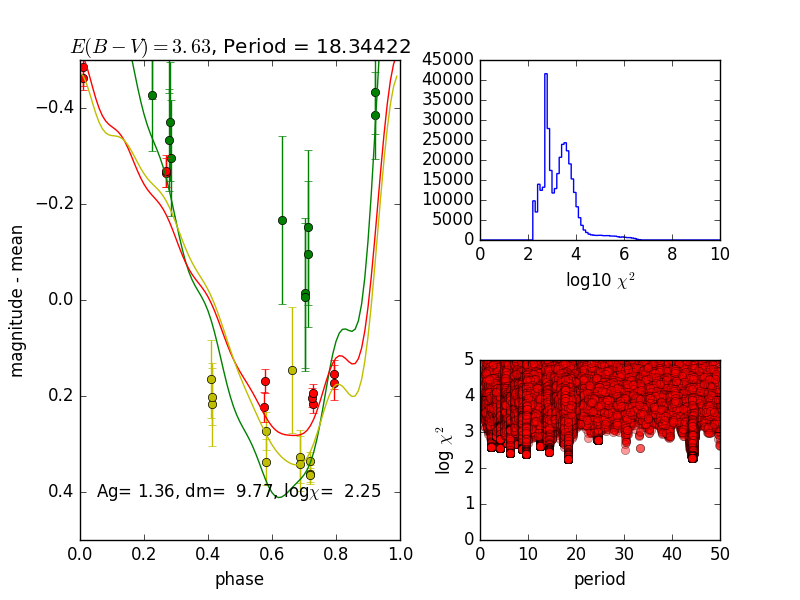 E(B − V) = 3.63, Period = 18.34422
−0.4
−0.2
0.0
0.2
0.4
magnitude - mean
Ag= 1.36, dm= 9.77, logχ= 2.25
0.0 0.2 0.4 0.6 0.8 1.0
phase
45000
40000
35000
30000
25000
20000
15000
10000
5000
0
0 2 4 6 8 10
log10 χ²
5
4
3
2
1
0
log χ²
0 10 20 30 40 50
period